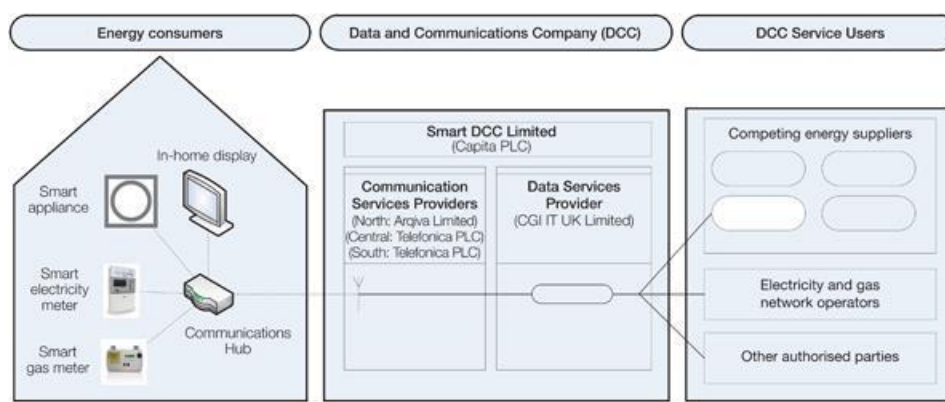 Energy consumers
Data and Communications Company (DCC)
DCC Service Users
In-home display
Smart
appliance
Smart
electricity
meter
Smart
gas meter
Communications
Hub
Smart DCC Limited
(Capita PLC)
Communication
Services Providers
(North: Arqiva Limited)
(Central: Telefonica PLC)
(South: Telefonica PLC)
Data Services
Provider
(CGI IT UK Limited)
Competing energy suppliers
Electricity and gas
network operators
Other authorised parties